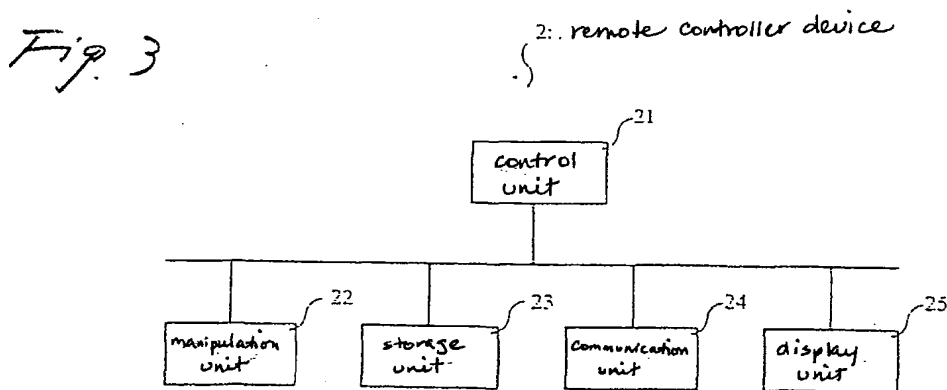 Fig. 3
2: remote controller device
21
control
unit
22
23
24
25
manipulation
unit
storage
unit
communication
unit
display
unit